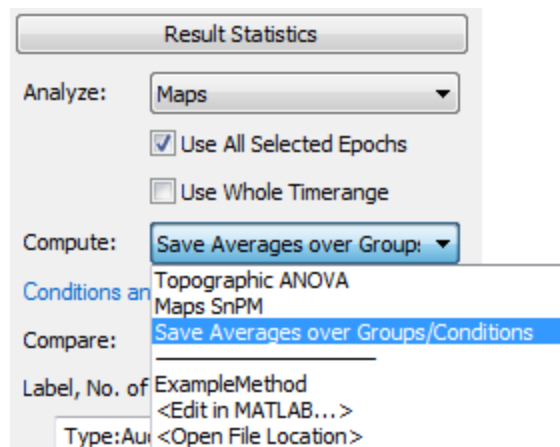 Result Statistics
Analyze: Maps
Use All Selected Epochs
Use Whole Timerange
Compute: Save Averages over Group
Conditions an
Topographic ANOVA
Maps SnPM
Compare: Save Averages over Groups/Conditions
Label, No. of
ExampleMethod
<Edit in MATLAB...>
Type:Au
<Open File Location>